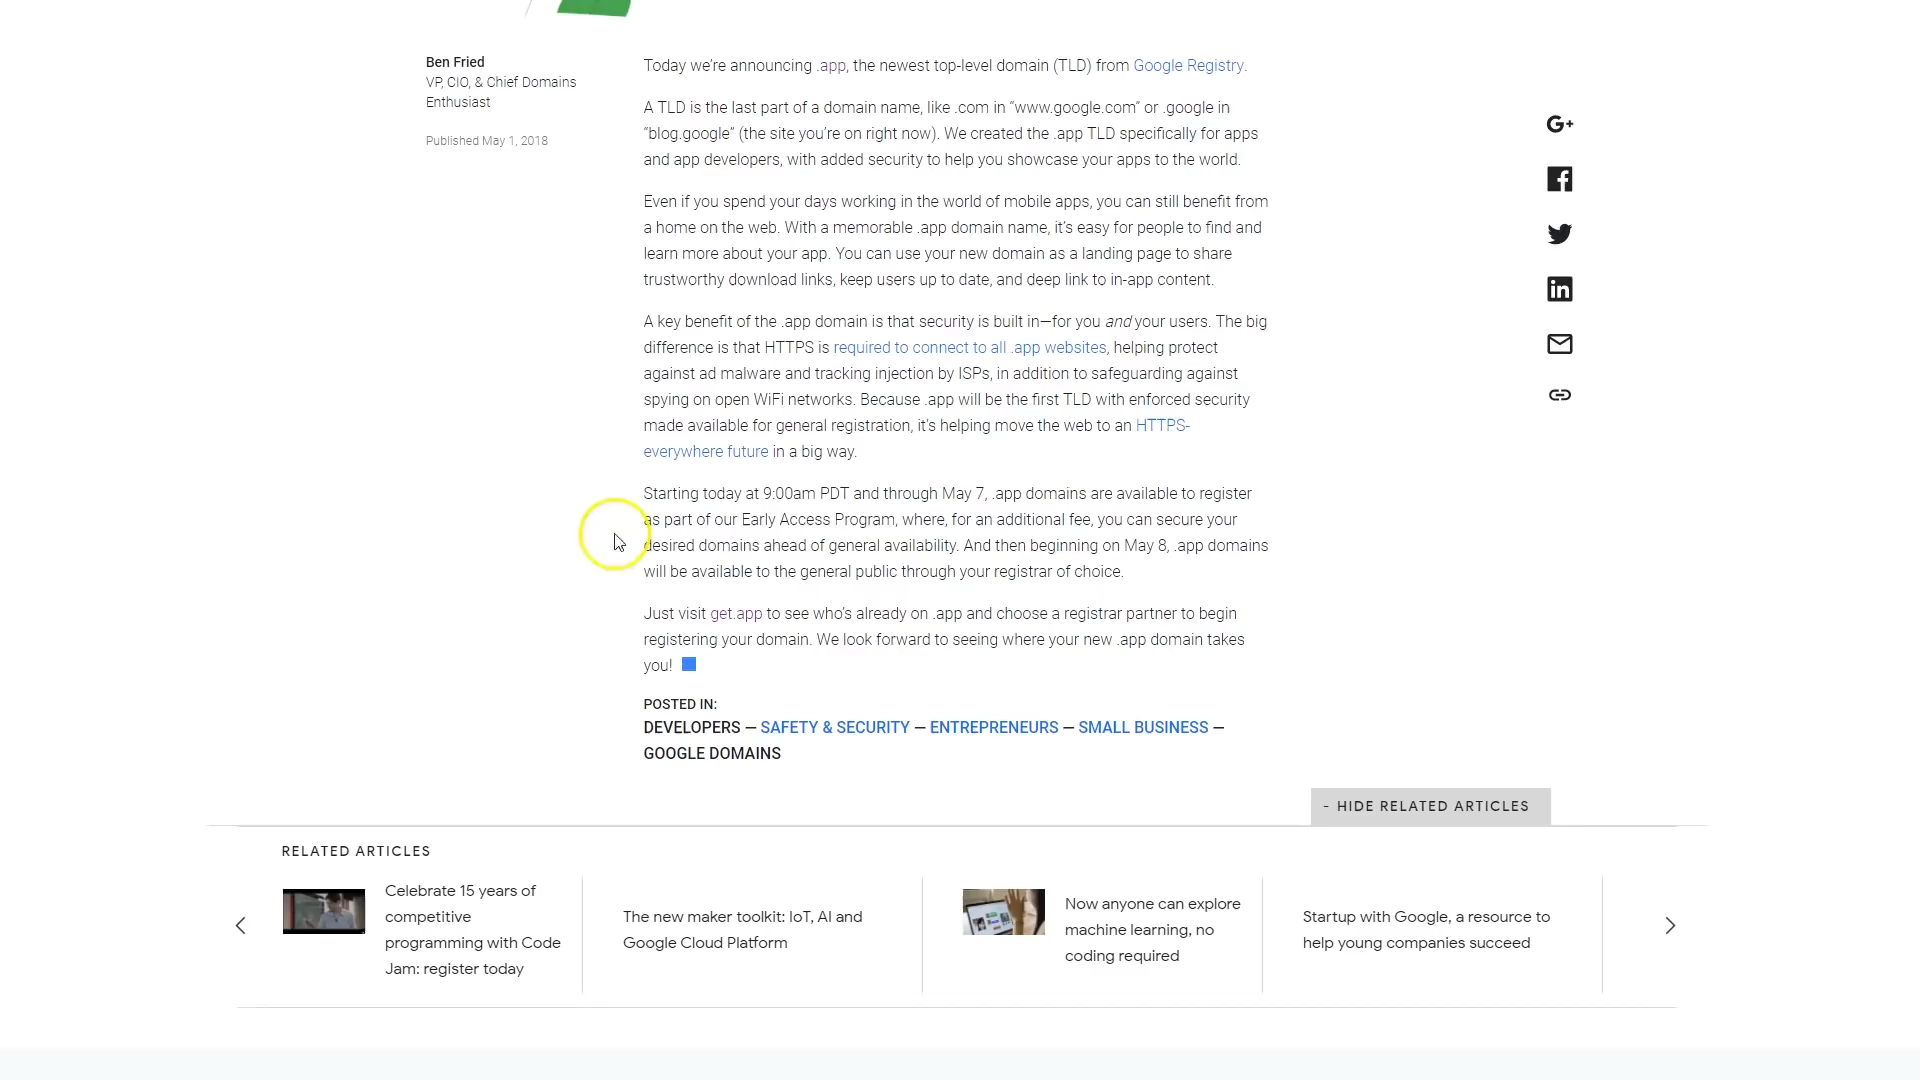 Ben Fried
VP, CIO, & Chief Domains
Enthusiast
Published May 1, 2018
Today we’re announcing .app, the newest top-level domain (TLD) from Google Registry.
A TLD is the last part of a domain name, like .com in “www.google.com“ or .google in
“blog.google” (the site you’re on right now). We created the .app TLD specifically for apps
and app developers, with added security to help you showcase your apps to the world.
Even if you spend your days working in the world of mobile apps, you can still benefit from
a home on the web. With a memorable .app domain name, it’s easy for people to find and
learn more about your app. You can use your new domain as a landing page to share
trustworthy download links, keep users up to date, and deep link to in-app content.
A key benefit of the .app domain is that security is built in—for you and your users. The big
difference is that HTTPS is required to connect to all .app websites, helping protect
against ad malware and tracking injection by ISPs, in addition to safeguarding against
spying on open WiFi networks. Because .app will be the first TLD with enforced security
made available for general registration, it’s helping move the web to an HTTPS-
everywhere future in a big way.
Starting today at 9:00am PDT and through May 7, .app domains are available to register
as part of our Early Access Program, where, for an additional fee, you can secure your
desired domains ahead of general availability. And then beginning on May 8, .app domains
will be available to the general public through your registrar of choice.
Just visit get.app to see who’s already on .app and choose a registrar partner to begin
registering your domain. We look forward to seeing where your new .app domain takes
you!
G+
f
in
POSTED IN:
DEVELOPERS — SAFETY & SECURITY — ENTREPRENEURS — SMALL BUSINESS —
GOOGLE DOMAINS
- HIDE RELATED ARTICLES
RELATED ARTICLES
Celebrate 15 years of
competitive
programming with Code
Jam: register today
The new maker toolkit: IoT, AI and
Google Cloud Platform
Now anyone can explore
machine learning, no
coding required
Startup with Google, a resource to
help young companies succeed